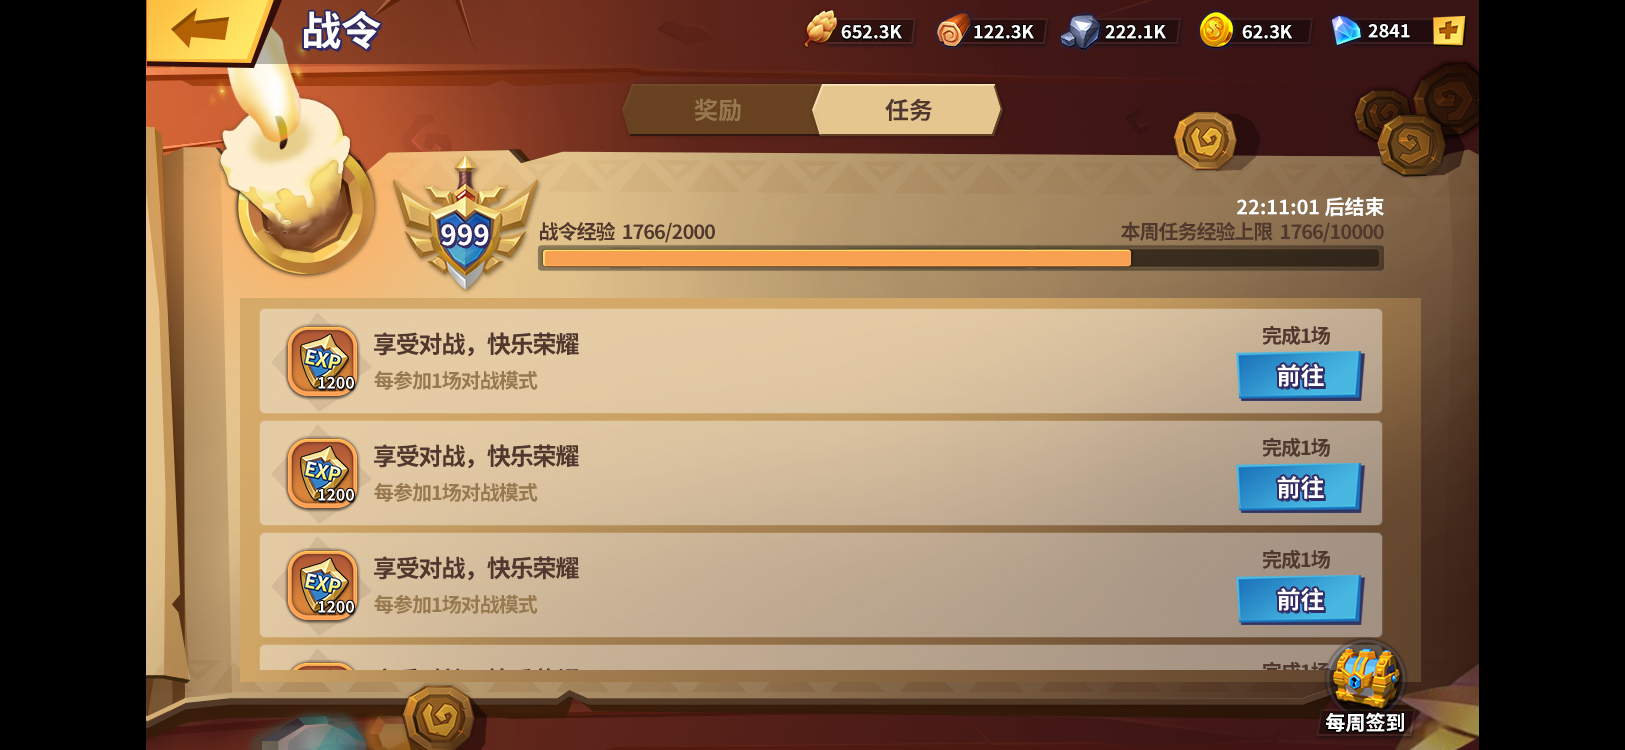 战令
652.3K
122.3K
222.1K
62.3K
2841
奖励
任务
22:11:01 后结束
999
战令经验 1766/2000
本周任务经验上限 1766/10000
享受对战，快乐荣耀
每参加1场对战模式
EXP
1200
完成1场
前往
享受对战，快乐荣耀
每参加1场对战模式
EXP
1200
完成1场
前往
享受对战，快乐荣耀
每参加1场对战模式
EXP
1200
完成1场
前往
每周签到